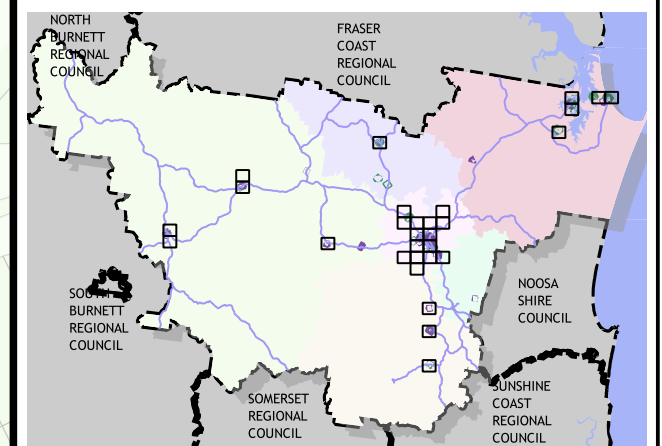 NORTH
BURNETT
REGIONAL
COUNCIL
FRASER
COAST
REGIONAL
COUNCIL
SOUTH
BURNETT
REGIONAL
COUNCIL
NOOSA
SHIRE
COUNCIL
SOMERSET
REGIONAL
COUNCIL
SUNSHINE
COAST
REGIONAL
COUNCIL